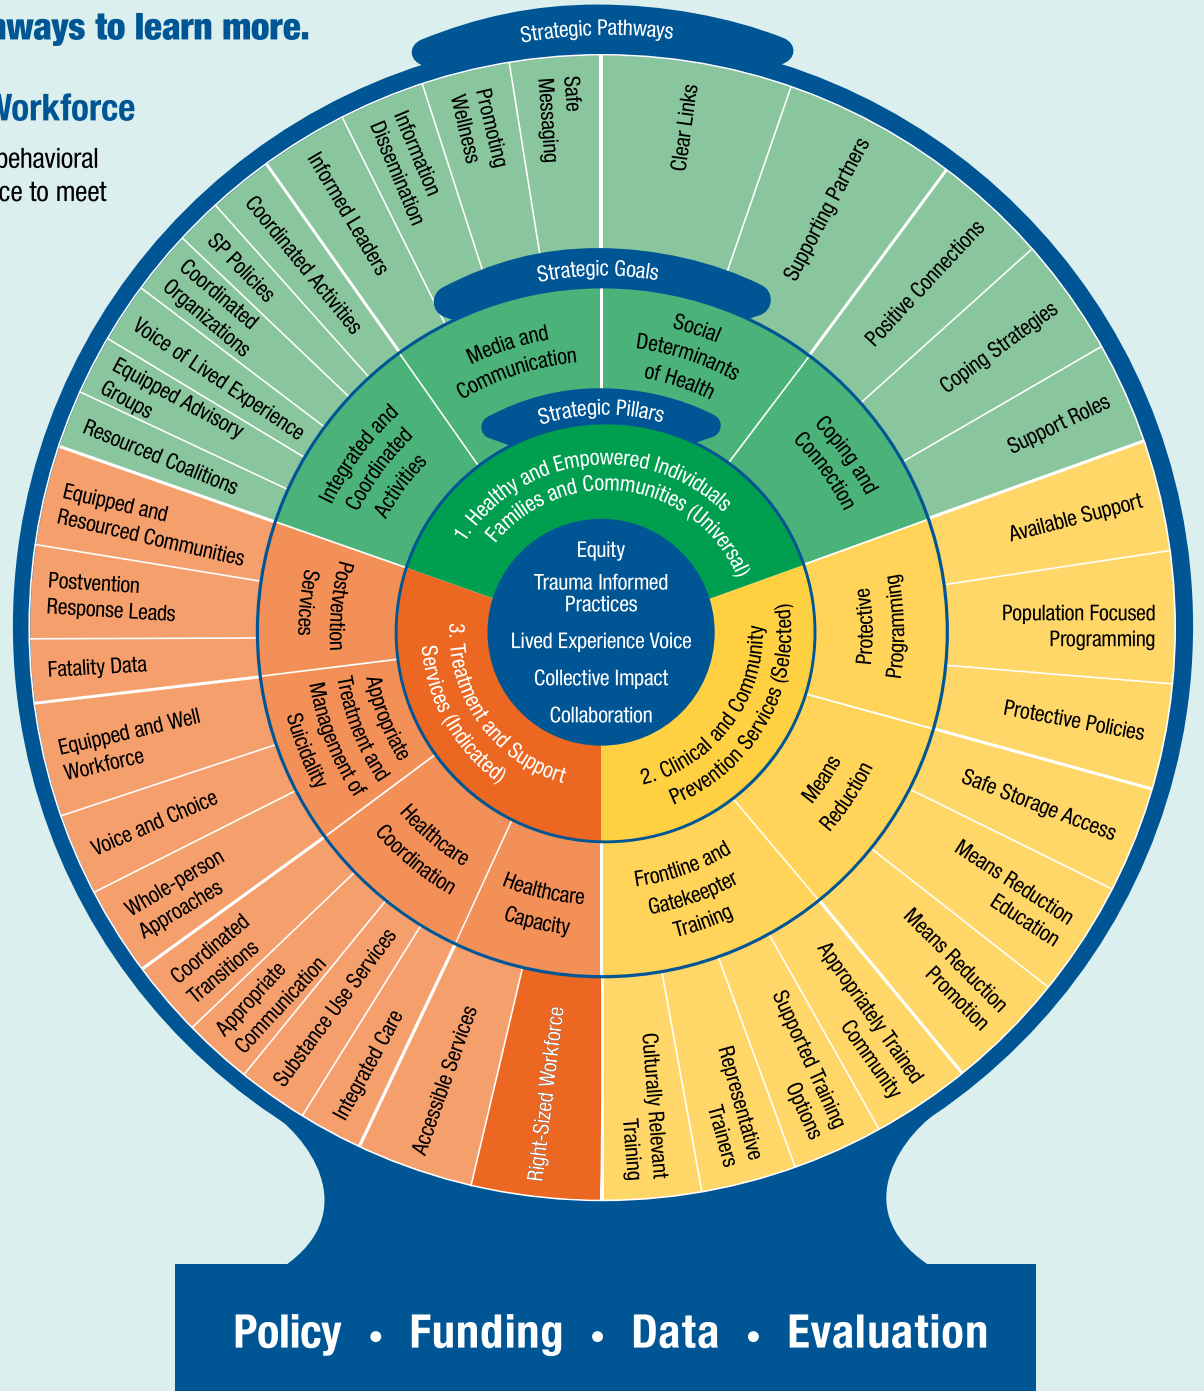 ways to learn more.
Workforce
behavioral
ce to meet
Strategic Pathways
Safe
Messaging
Promoting
Wellness
Information
Dissemination
Informed Leaders
Coordinated Activities
SP Policies
Coordinated
Organizations
Voice of Lived Experience
Equipped Advisory
Groups
Resourced Coalitions
Clear Links
Supporting Partners
Positive Connections
Coping Strategies
Support Roles
Strategic Goals
Media and
Communication
Social
Determinants
of Health
Integrated and
Coordinated
Activities
Coping and
Connection
Strategic Pillars
1. Healthy and Empowered Individuals
Families and Communities (Universal)
Equity
Trauma Informed
Practices
Lived Experience Voice
Collective Impact
Collaboration
2. Clinical and Community
Prevention Services (Selected)
3. Treatment and Support
Services (Indicated)
Protective
Programming
Means
Reduction
Frontline and
Gatekeeper
Training
Available Support
Population Focused
Programming
Protective Policies
Safe Storage Access
Means Reduction
Education
Means Reduction
Promotion
Appropriately Trained
Community
Supported Training
Options
Representative
Trainers
Culturally Relevant
Training
Postvention
Services
Appropriate
Treatment and
Management of
Suicidality
Healthcare
Coordination
Healthcare
Capacity
Equipped and
Resourced Communities
Postvention
Response Leads
Fatality Data
Equipped and Well
Workforce
Voice and Choice
Whole-person
Approaches
Coordinated
Transitions
Appropriate
Communication
Substance Use Services
Integrated Care
Accessible Services
Right-Sized Workforce
Policy • Funding • Data • Evaluation